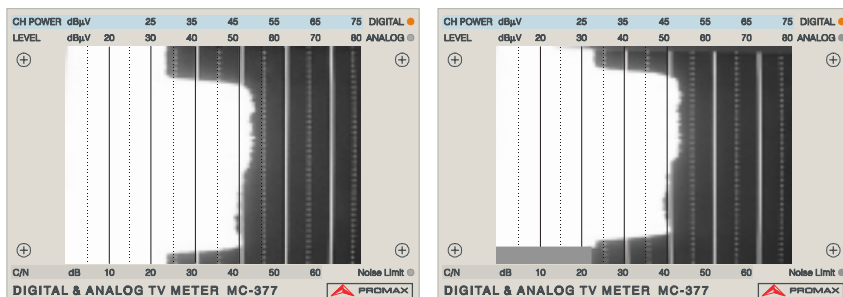 CH POWER dBµV 25 35 45 55 65 75 DIGITAL
LEVEL dBµV 20 30 40 50 60 70 80 ANALOG
C/N dB 10 20 30 40 50 60 Noise Limit
DIGITAL & ANALOG TV METER MC-377 PROMAX
CH POWER dBµV 25 35 45 55 65 75 DIGITAL
LEVEL dBµV 20 30 40 50 60 70 80 ANALOG
C/N dB 10 20 30 40 50 60 Noise Limit
DIGITAL & ANALOG TV METER MC-377 PROMAX